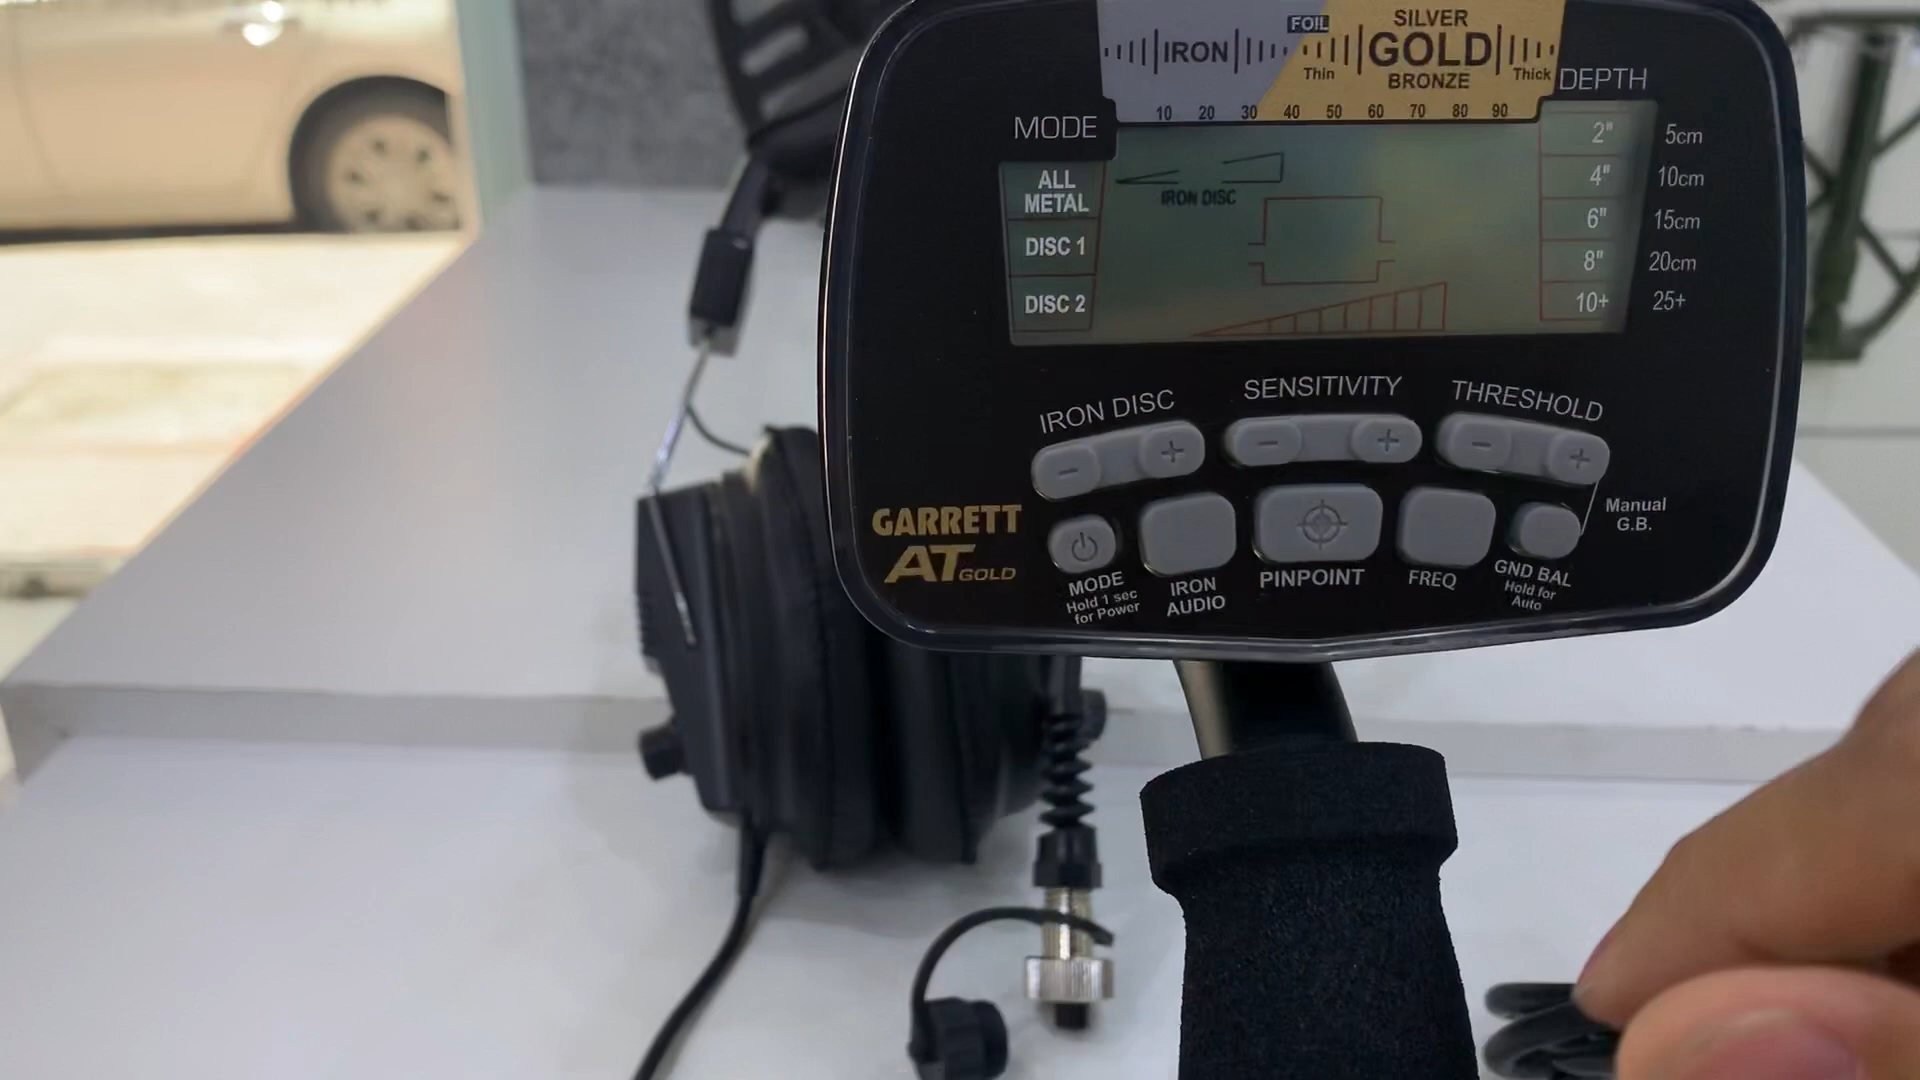 FOIL
SILVER
IRON
GOLD
Thin
BRONZE
Thick
DEPTH
10 20 30 40 50 60 70 80 90
MODE
2" 5cm
ALL
METAL
4" 10cm
IRON DISC
6" 15cm
DISC 1
8" 20cm
DISC 2
10+ 25+
IRON DISC
SENSITIVITY
THRESHOLD
- +
- +
- +
Manual
G.B.
GARRETT
AT GOLD
MODE
Hold 1 sec
for Power
IRON
AUDIO
PINPOINT
FREQ
GND BAL
Hold for
Auto